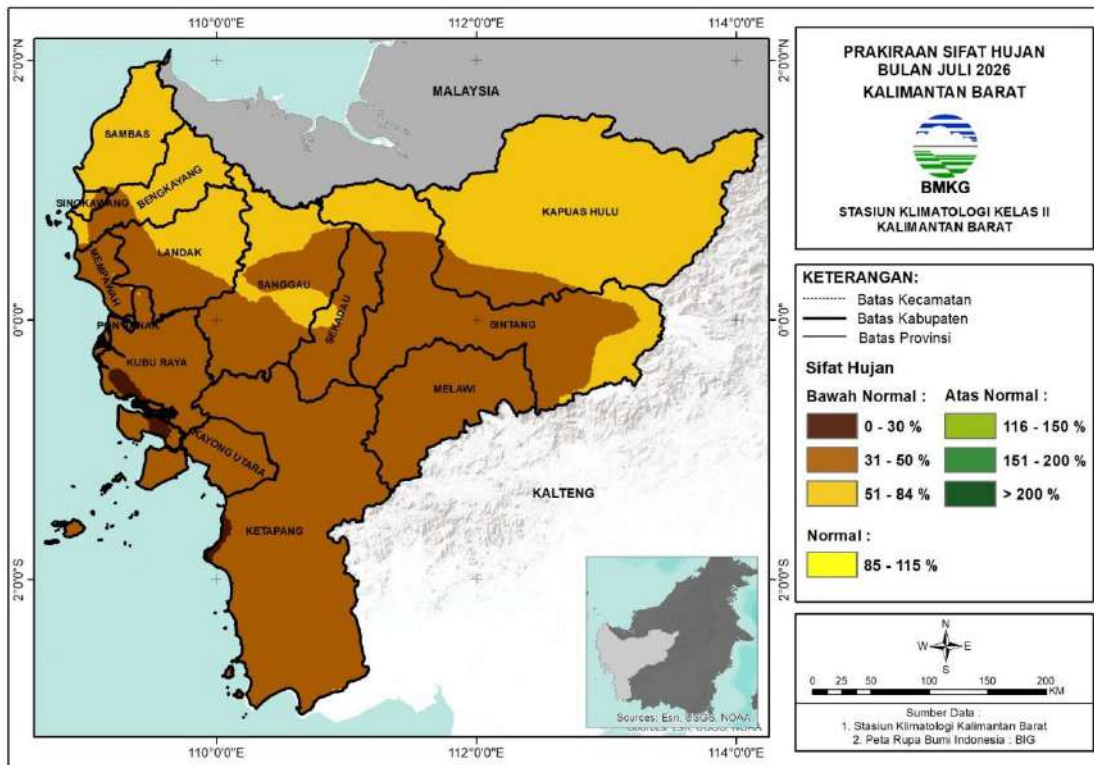 110°0'0"E
112°0'0"E
114°0'0"E
2°0'0"N
0°0'0"
2°0'0"S
2°0'0"N
0°0'0"
2°0'0"S
110°0'0"E
112°0'0"E
114°0'0"E
MALAYSIA
SAMBAS
BENGKAYANG
SINGKAWANG
KAPUAS HULU
LANDAK
MEMPAWAH
SANGGAU
SEKADAU
SINTANG
KUBU RAYA
MELAWI
KAYONG UTARA
KALTENG
KETAPANG
Sources: Esri, USGS, NOAA
Sources: Esri, USGS, NOAA
PRAKIRAAN SIFAT HUJAN
BULAN JULI 2026
KALIMANTAN BARAT
BMKG
STASIUN KLIMATOLOGI KELAS II
KALIMANTAN BARAT
KETERANGAN:
Batas Kecamatan
Batas Kabupaten
Batas Provinsi
Sifat Hujan
Bawah Normal :
0 - 30 %
31 - 50 %
51 - 84 %
Atas Normal :
116 - 150 %
151 - 200 %
> 200 %
Normal :
85 - 115 %
N
W
E
S
0 25 50 100 150 200
KM
Sumber Data :
1. Stasiun Klimatologi Kalimantan Barat
2. Peta Rupa Bumi Indonesia : BIG